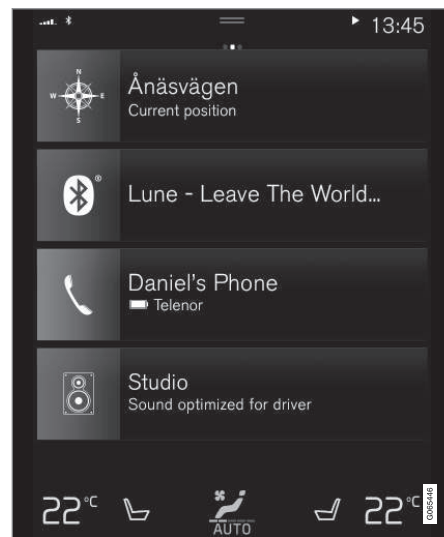 13:45
N
W E
S
Ånäsvägen
Current position
Lune - Leave The World...
Daniel's Phone
Telenor
Studio
Sound optimized for driver
22°C AUTO 22°C
G065446